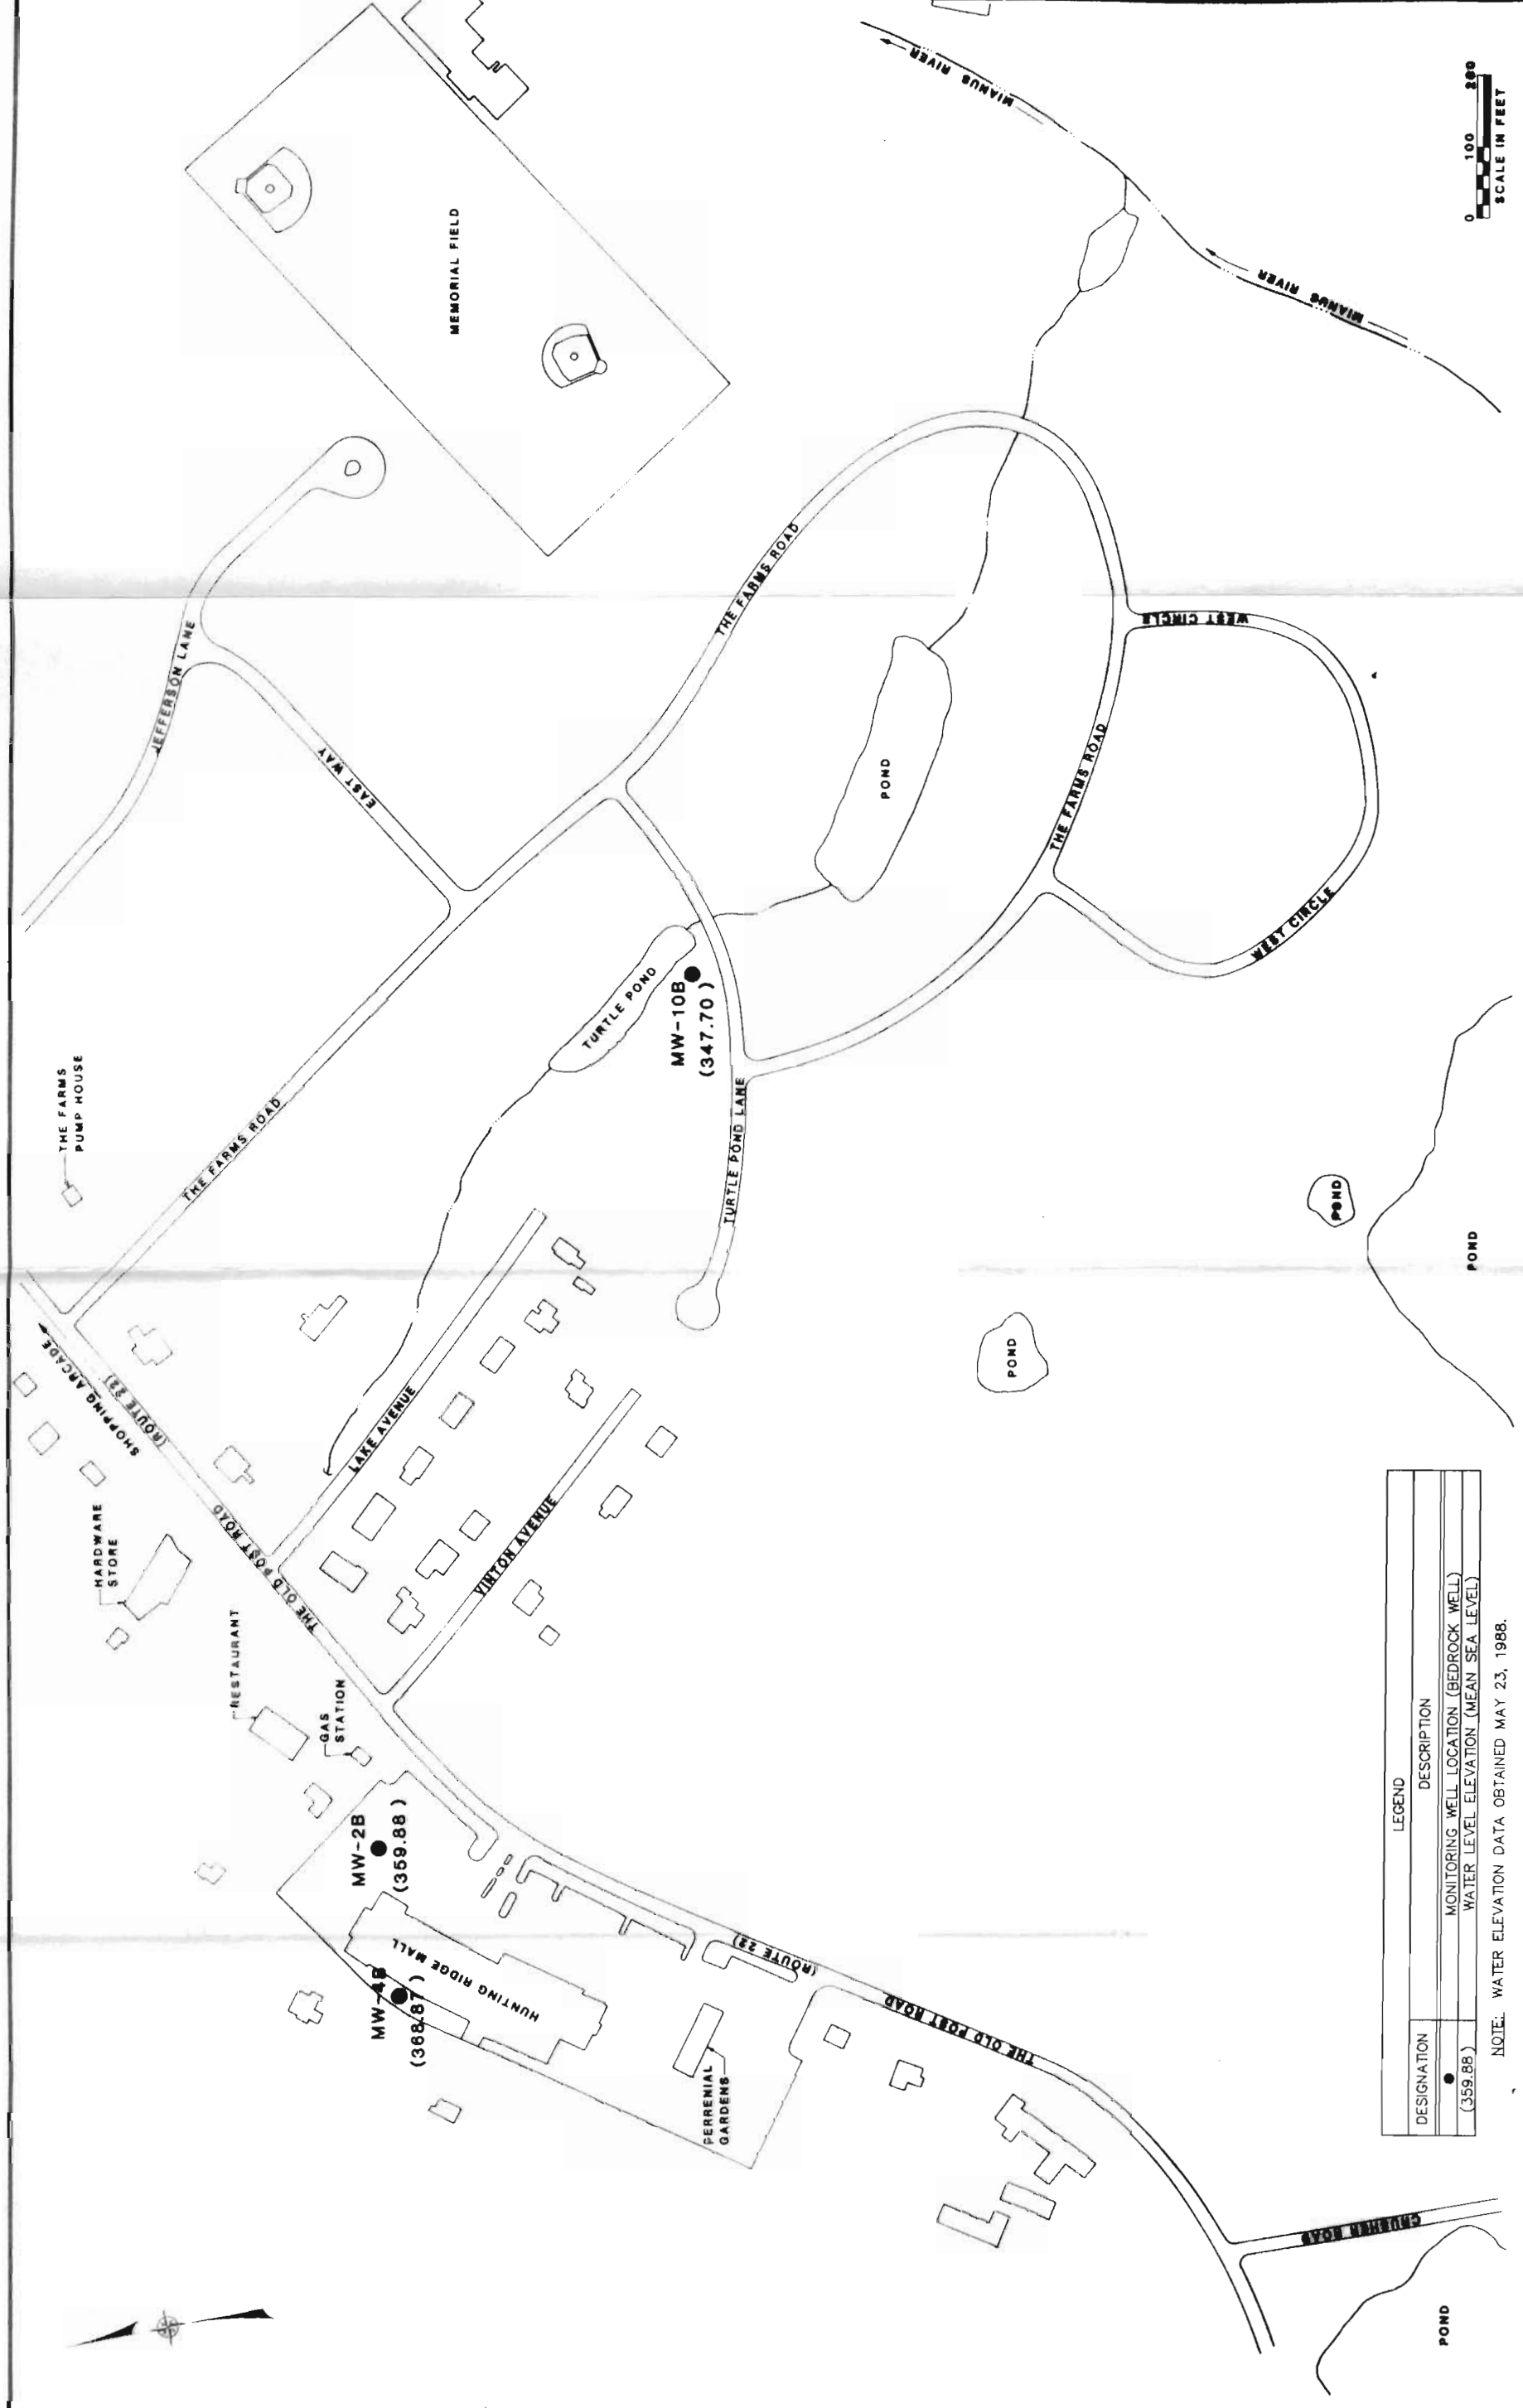 MIANUS RIVER
MIANUS RIVER
0 100 200
SCALE IN FEET
MEMORIAL FIELD
JEFFERSON LANE
EAST WAY
THE FARMS ROAD
WEST CIRCLE
POND
THE FARMS ROAD
WEST CIRCLE
TURTLE POND
MW-10B
(347.70)
TURTLE POND LANE
THE FARMS
PUMP HOUSE
THE FARMS ROAD
SHOPPING ARCADE
(ROUTE 22)
THE OLD POST ROAD
LAKE AVENUE
VINTON AVENUE
HARDWARE
STORE
RESTAURANT
GAS
STATION
POND
POND
POND
MW-2B
(359.88)
MW-4B
(368.87)
HUNTING RIDGE MALL
(ROUTE 22)
THE OLD POST ROAD
PERRENIAL
GARDENS
CRUSHER ROAD
POND
LEGEND
DESIGNATION DESCRIPTION
● MONITORING WELL LOCATION (BEDROCK WELL)
(359.88) WATER LEVEL ELEVATION (MEAN SEA LEVEL)
NOTE: WATER ELEVATION DATA OBTAINED MAY 23, 1988.